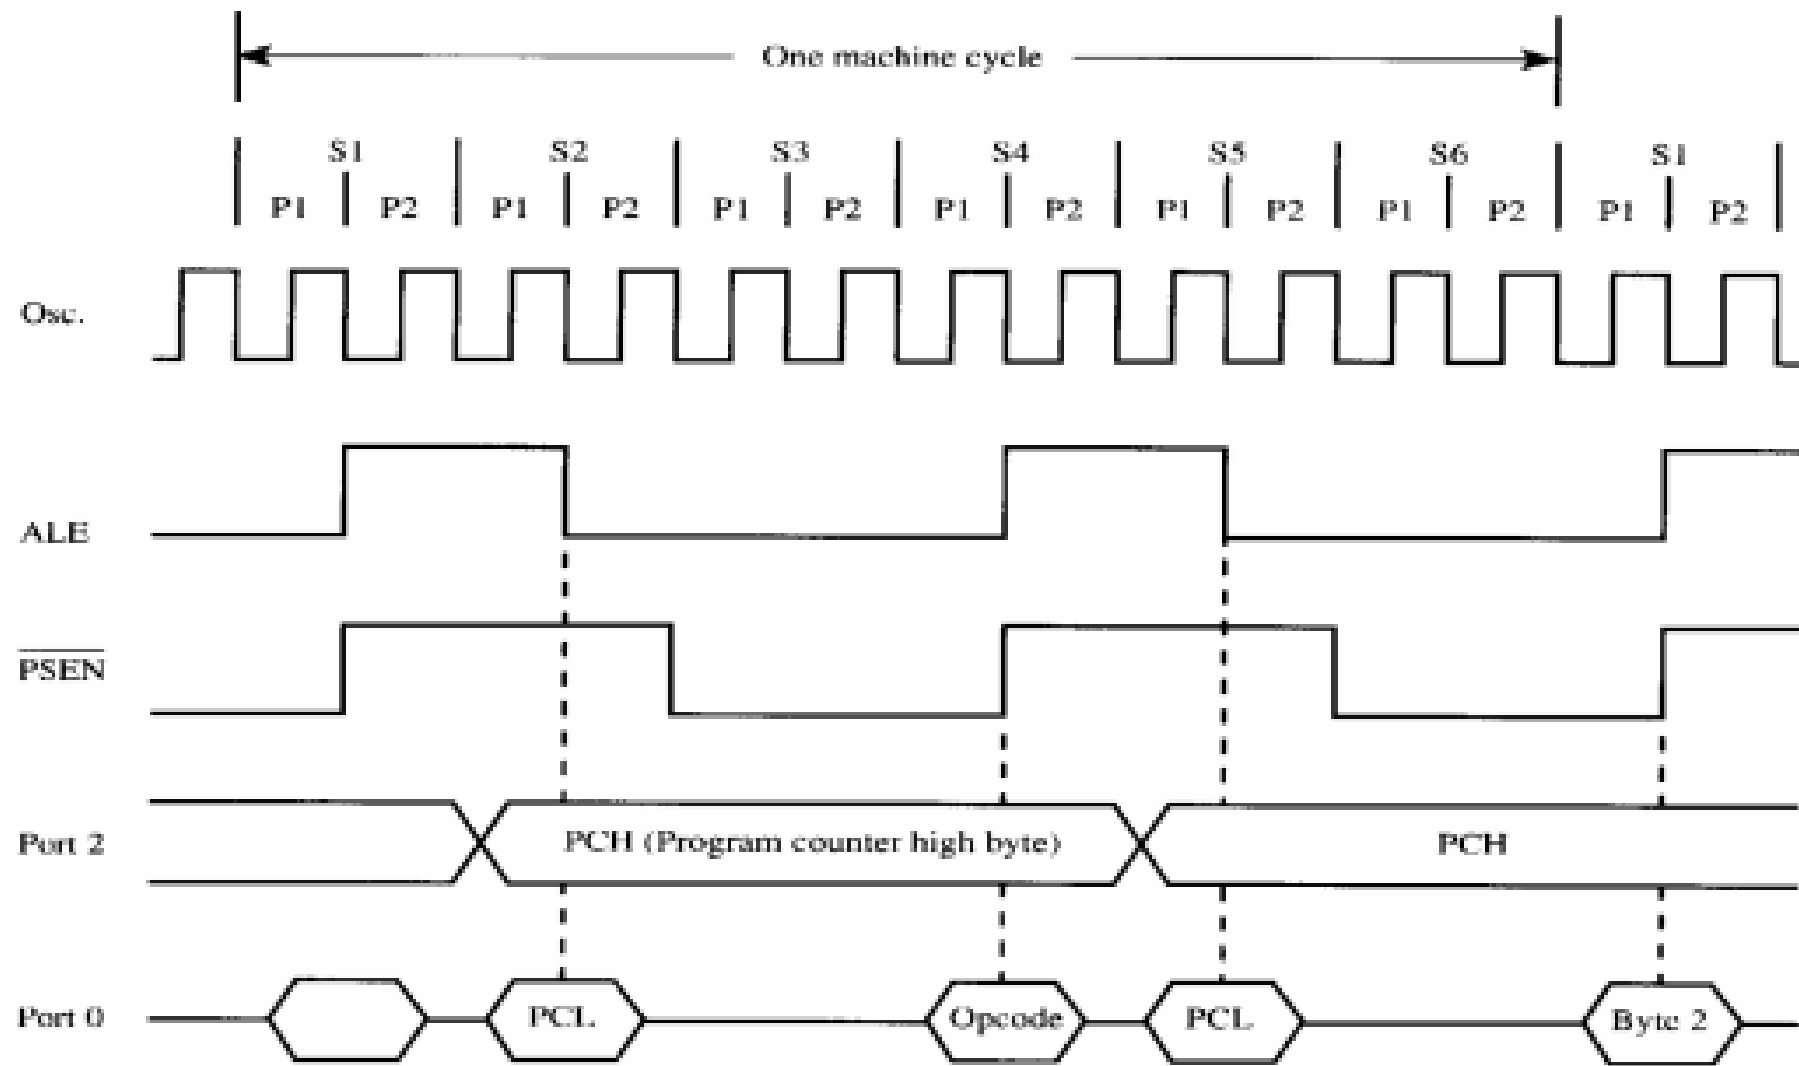 One machine cycle
S1 S2 S3 S4 S5 S6 S1
P1 P2 P1 P2 P1 P2 P1 P2 P1 P2 P1 P2 P1 P2
Osc.
ALE
PSEN
Port 2 PCH (Program counter high byte) PCH
Port 0 PCL Opcode PCL Byte 2